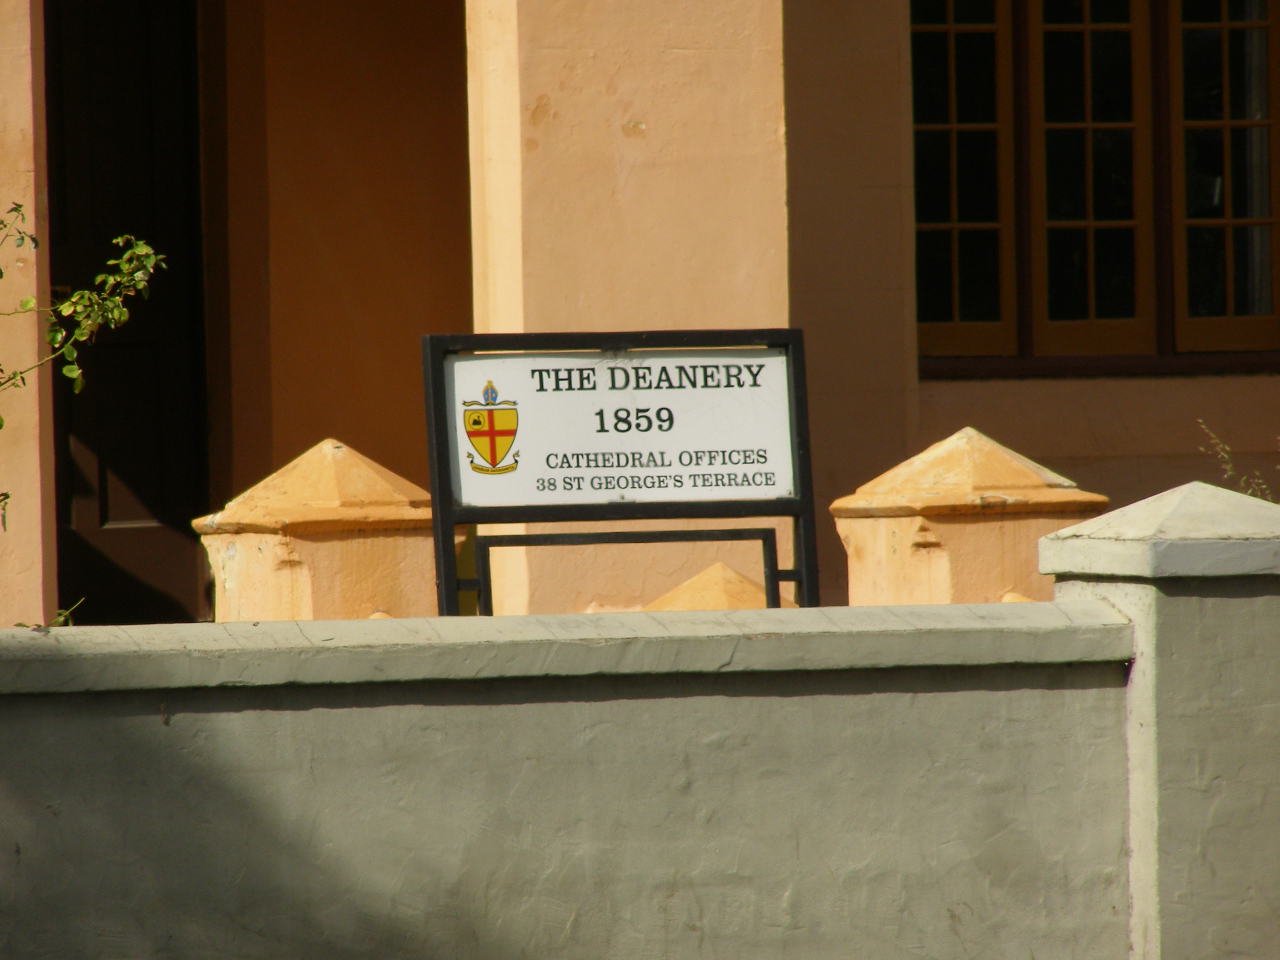 THE DEANERY
1859
CATHEDRAL OFFICES
38 ST GEORGE'S TERRACE